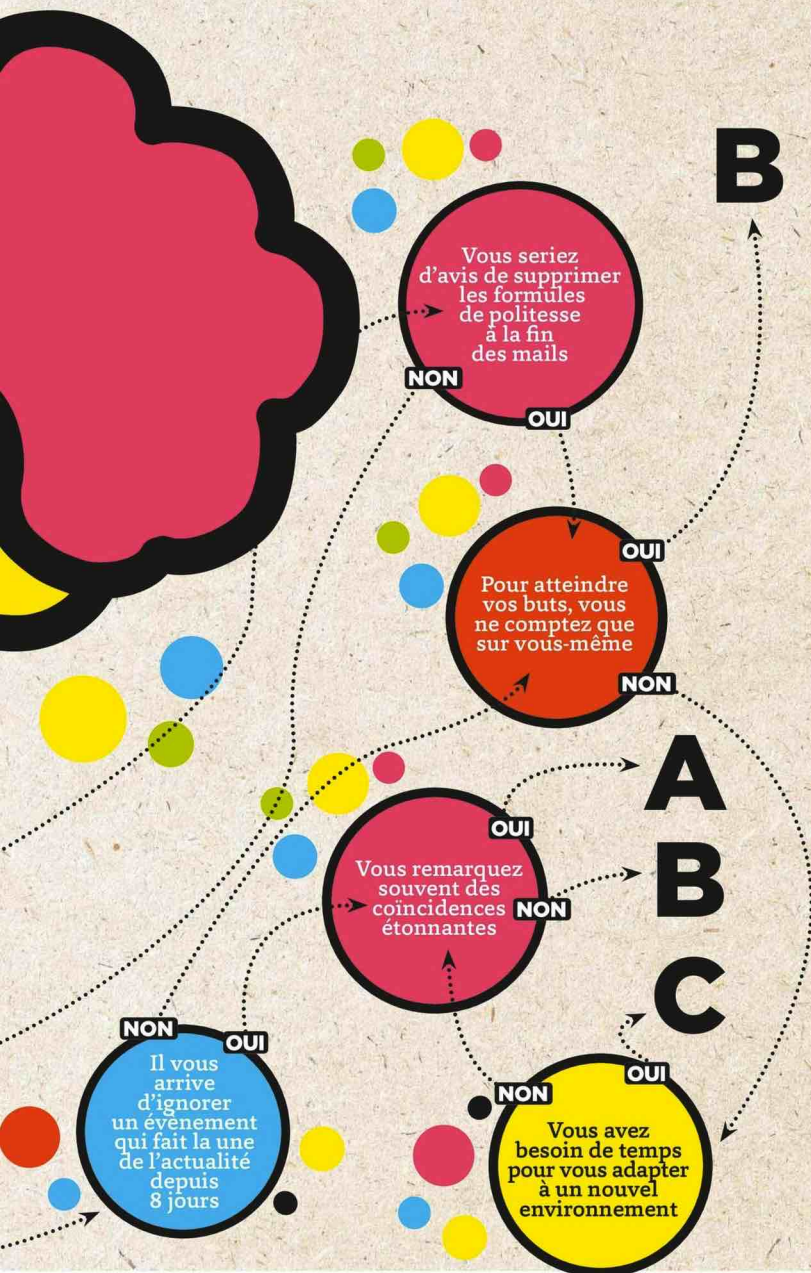 B
Vous seriez
d'avis de supprimer
les formules
de politesse
à la fin
des mails
NON
OUI
OUI
Pour atteindre
vos buts, vous
ne comptez que
sur vous-même
NON
A
OUI
B
Vous remarquez
souvent des
coïncidences
étonnantes
NON
C
NON
OUI
Il vous
arrive
d'ignorer
un évènement
qui fait la une
de l'actualité
depuis
8 jours
OUI
NON
Vous avez
besoin de temps
pour vous adapter
à un nouvel
environnement